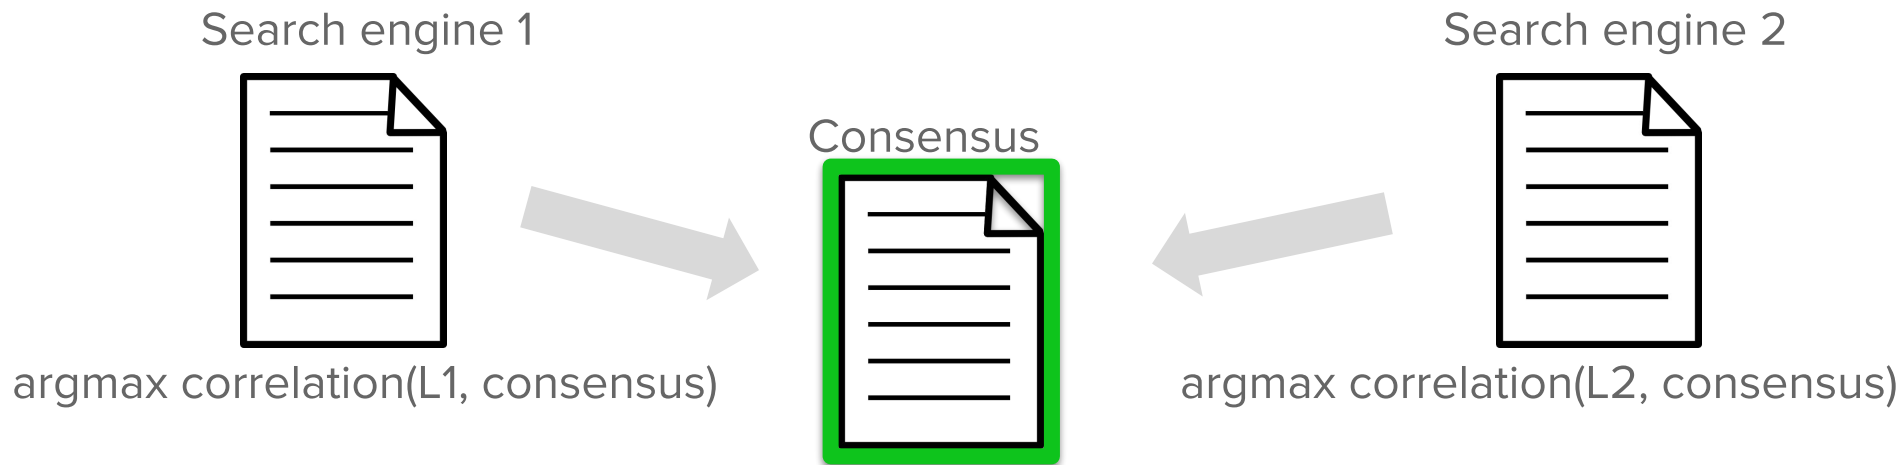 Search engine 1
Search engine 2
Consensus
argmax correlation(L1, consensus)
argmax correlation(L2, consensus)